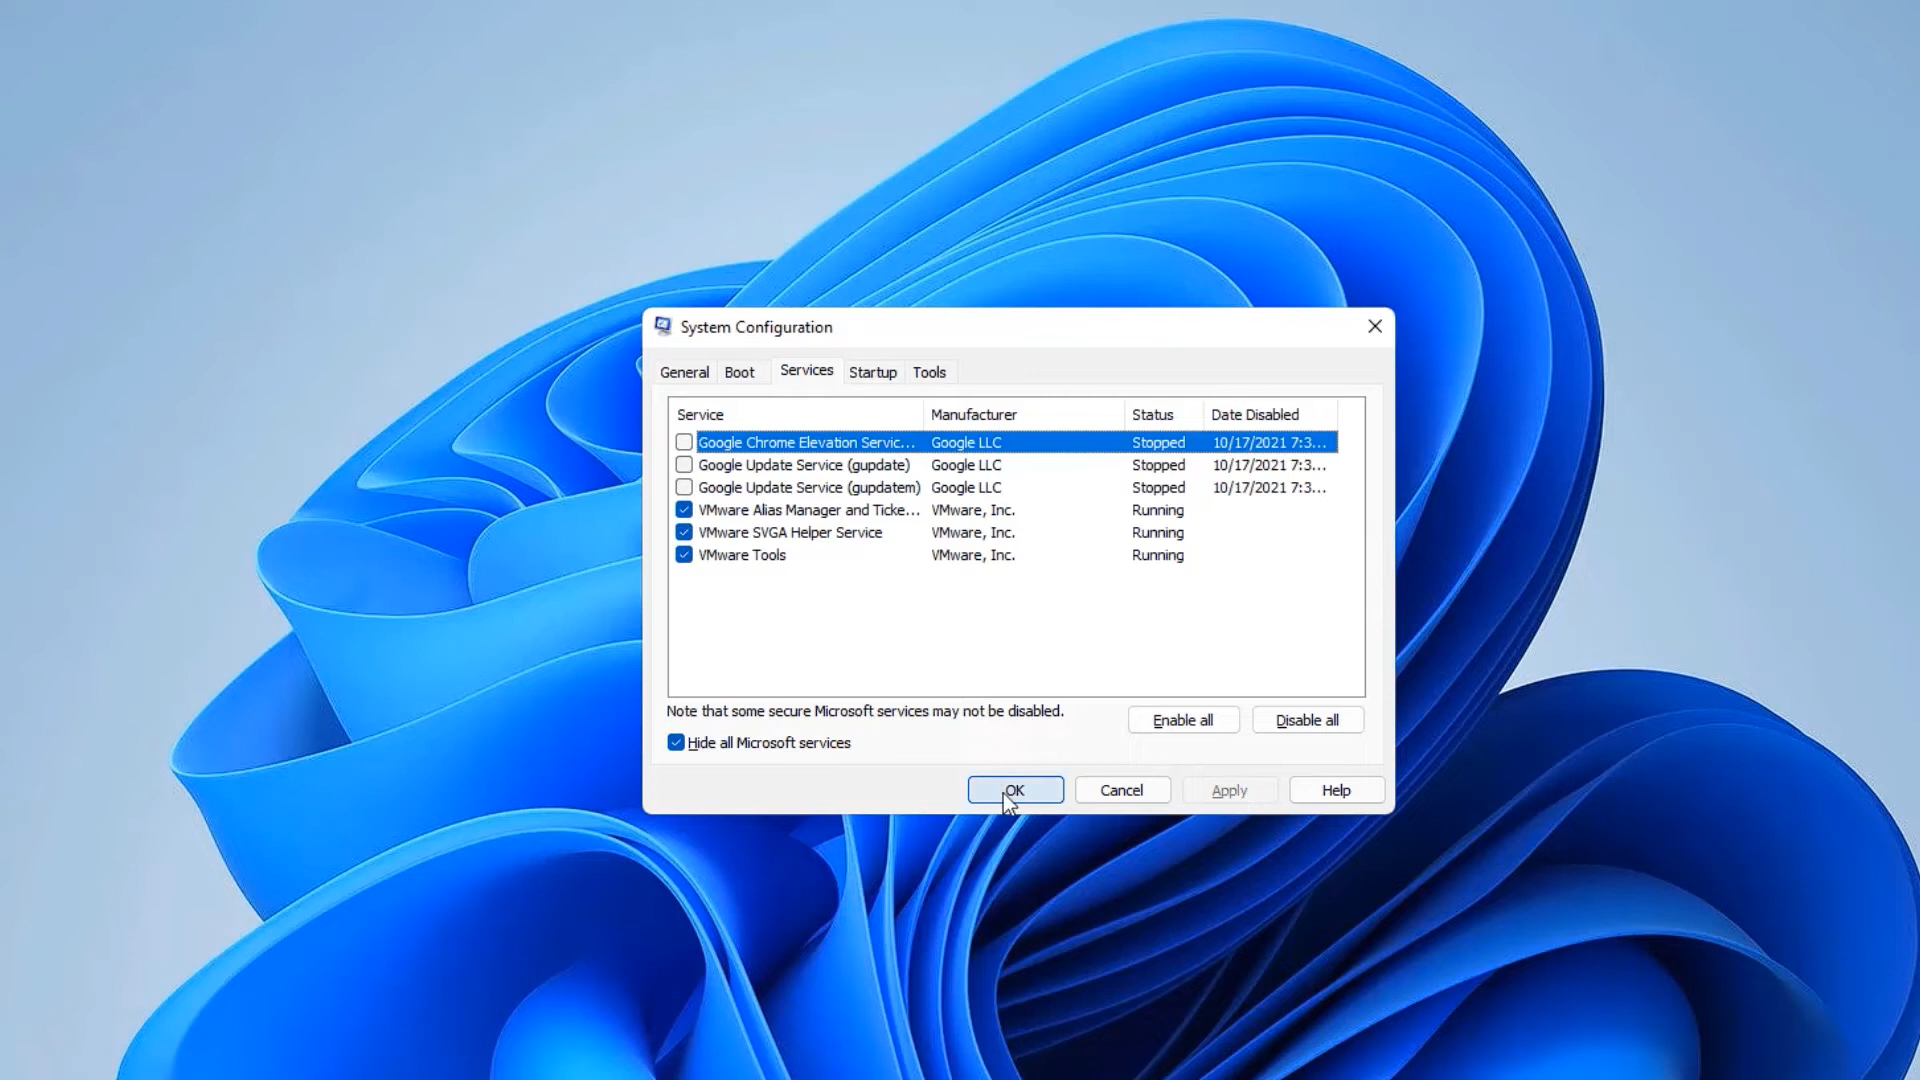 System Configuration
General Boot Services Startup Tools
Service Manufacturer Status Date Disabled
Google Chrome Elevation Servic... Google LLC Stopped 10/17/2021 7:3...
Google Update Service (gupdate) Google LLC Stopped 10/17/2021 7:3...
Google Update Service (gupdatem) Google LLC Stopped 10/17/2021 7:3...
VMware Alias Manager and Ticke... VMware, Inc. Running
VMware SVGA Helper Service VMware, Inc. Running
VMware Tools VMware, Inc. Running
Note that some secure Microsoft services may not be disabled.
Enable all Disable all
Hide all Microsoft services
OK Cancel Apply Help